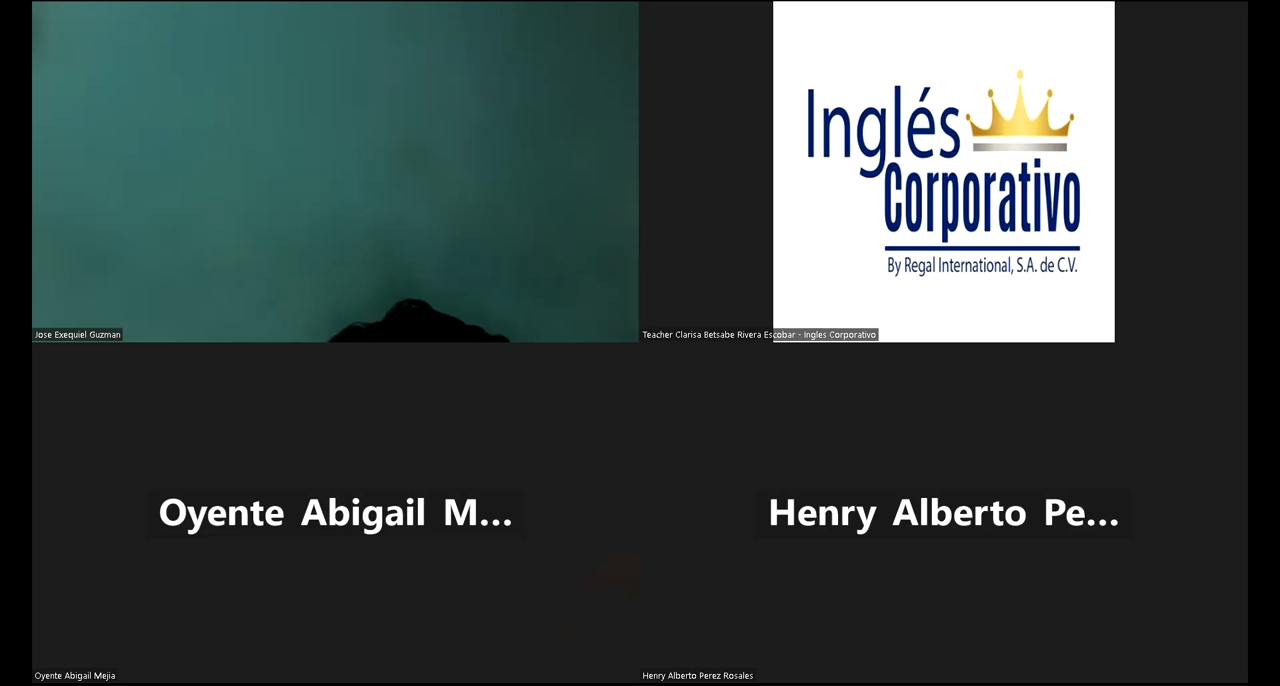 Inglés
Corporativo
By Regal International, S.A. de C.V.
Jose Exequiel Guzman
Teacher Clarisa Betsabe Rivera Escobar - Ingles Corporativo
Oyente Abigail M...
Henry Alberto Pe...
Oyente Abigail Mejia
Henry Alberto Perez Rosales